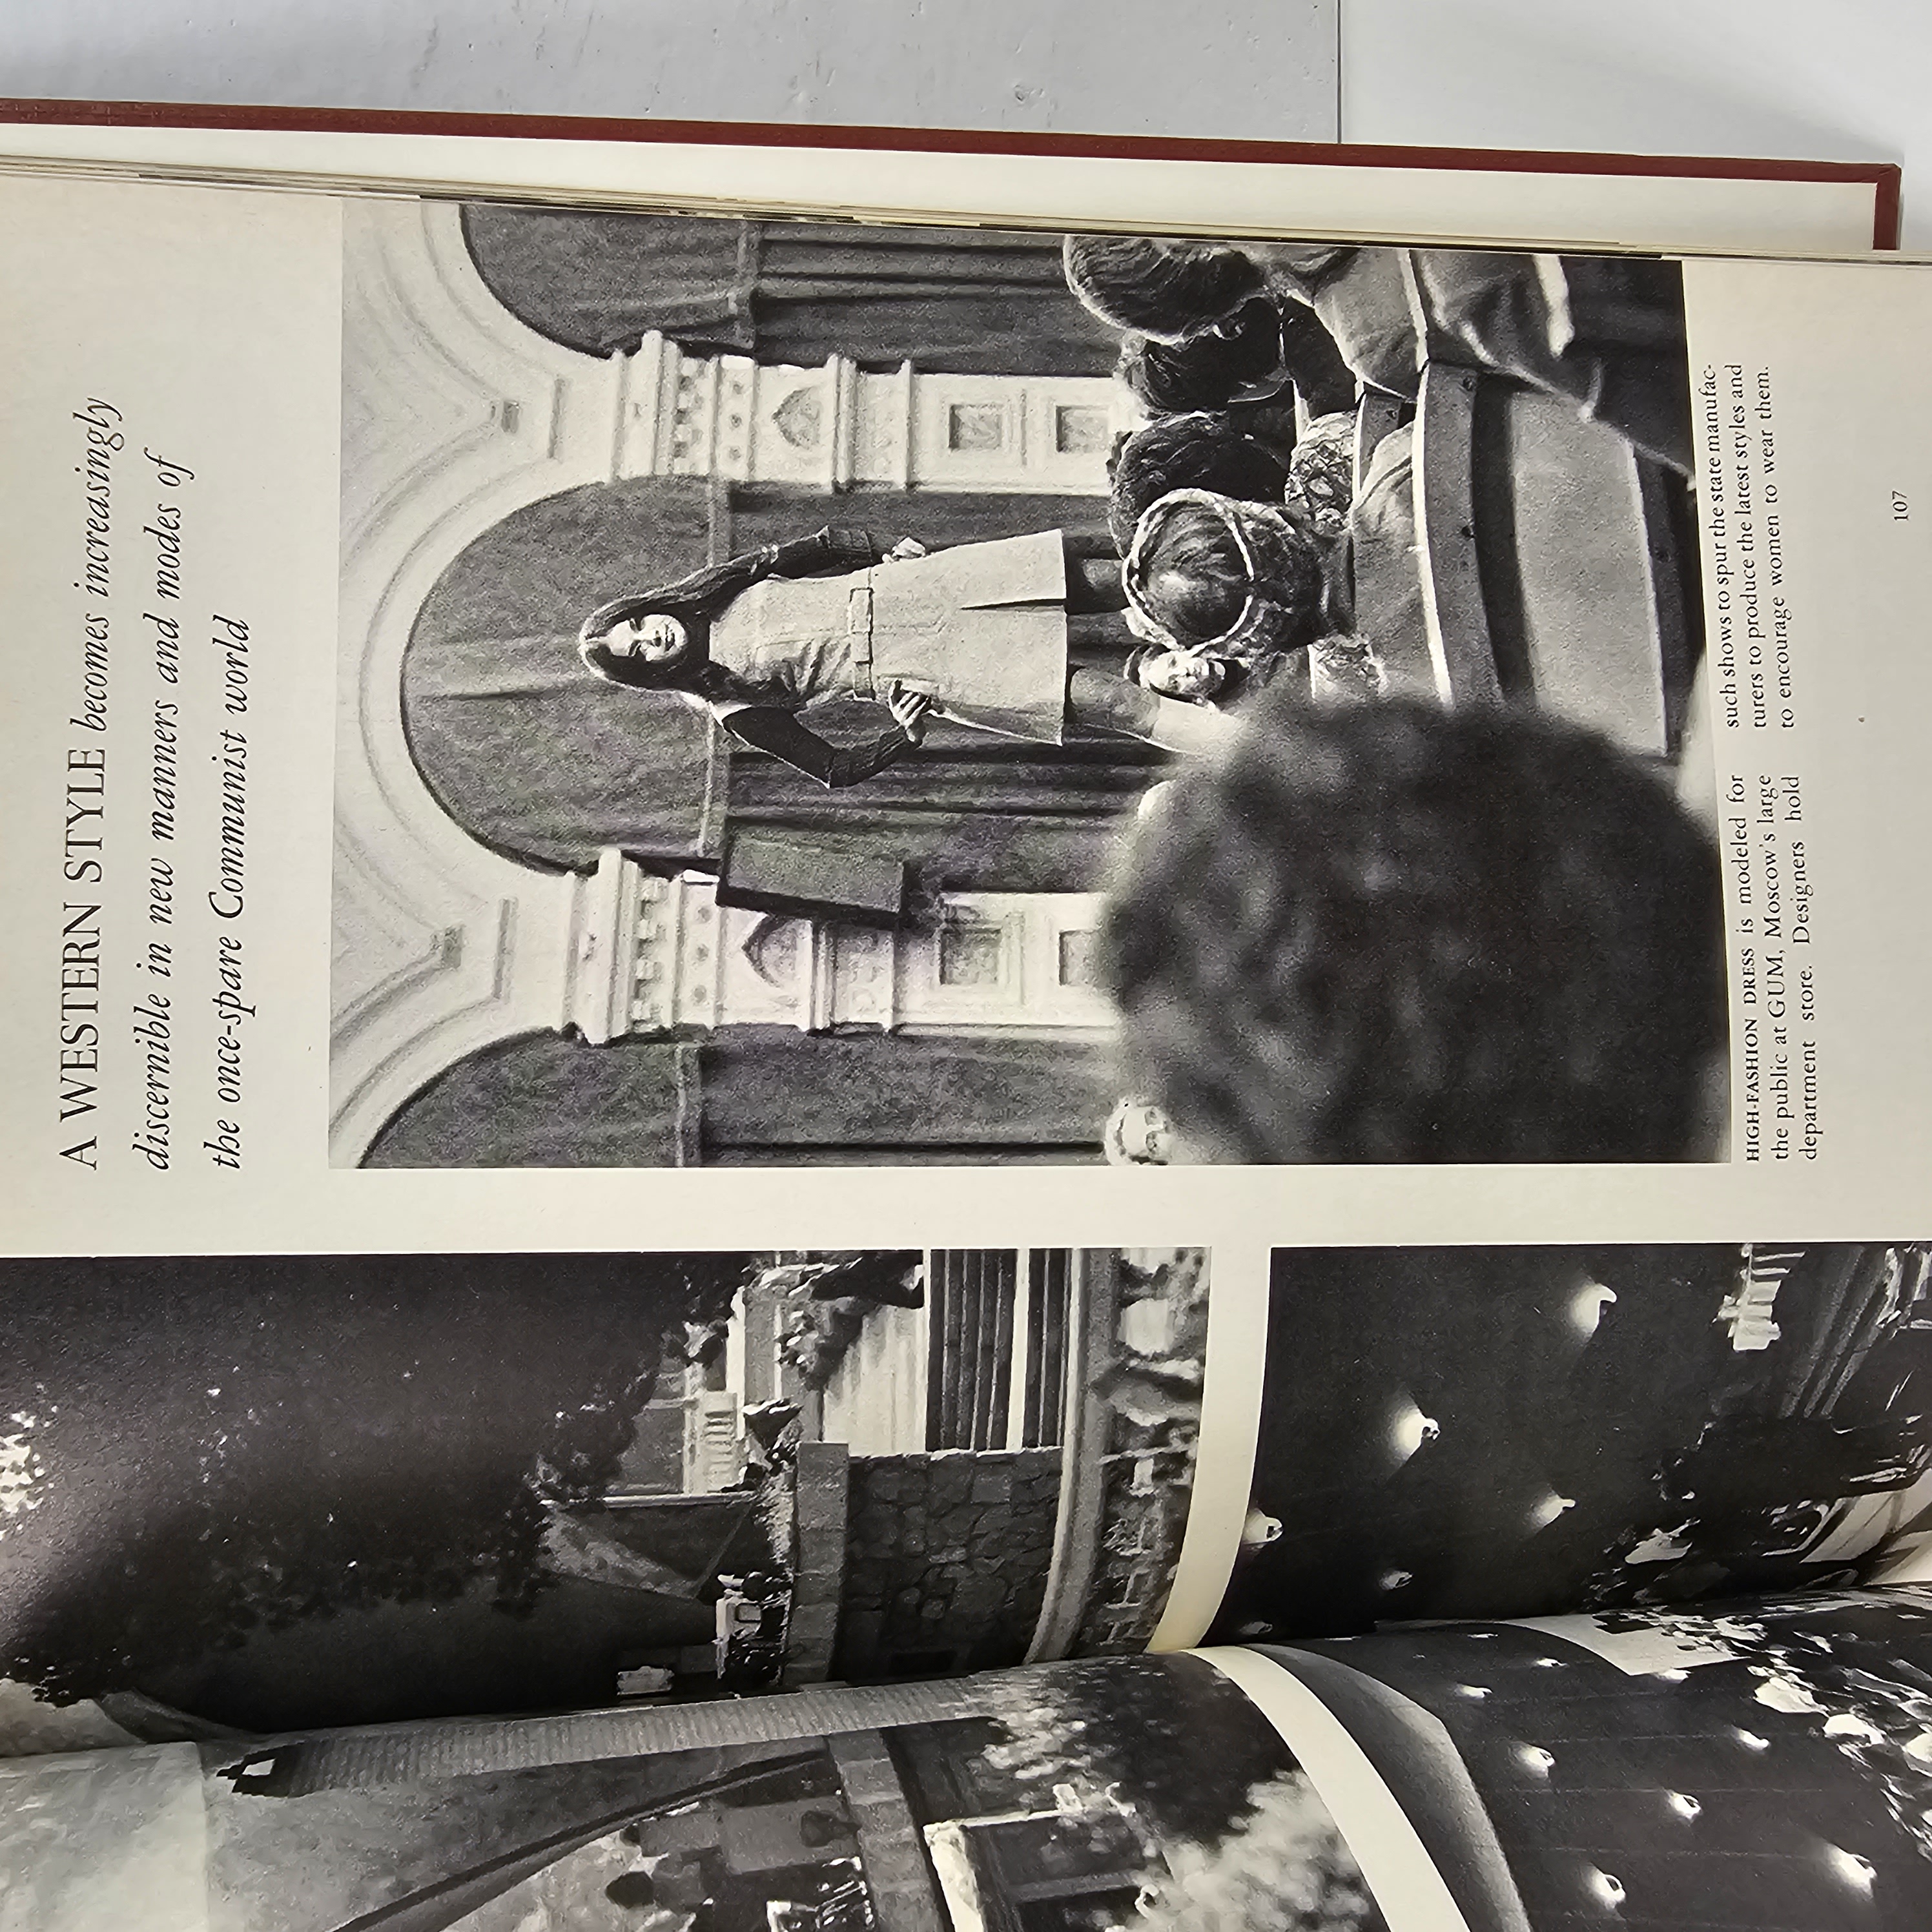 A WESTERN STYLE becomes increasingly
discernible in new manners and modes of
the once-spare Communist world
HIGH-FASHION DRESS is modeled for
the public at GUM, Moscow's large
department store. Designers hold
such shows to spur the state manufac-
turers to produce the latest styles and
to encourage women to wear them.
107